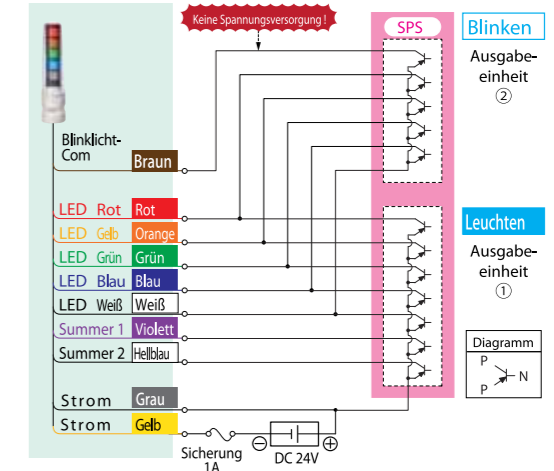 Keine Spannungsversorgung !
SPS
Blinken
Ausgabe-
einheit
②
Blinklicht-
Com
Braun
LED Rot Rot
LED Gelb Orange
LED Grün Grün
LED Blau Blau
LED Weiß Weiß
Summer 1 Violett
Summer 2 Hellblau
Leuchten
Ausgabe-
einheit
①
Diagramm
P
N
P
Strom Grau
Strom Gelb
Sicherung
1A
DC 24V